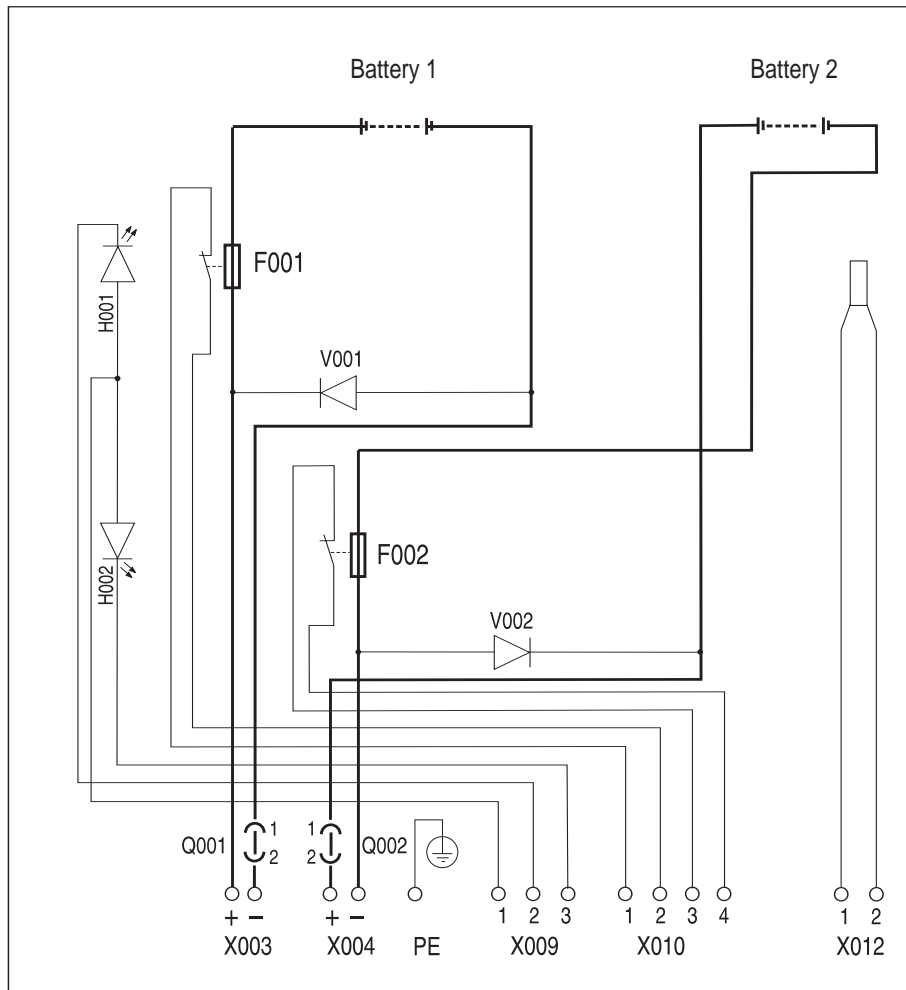 Battery 1
Battery 2
F001
H001
V001
F002
H002
V002
Q001
1
2
1
2
Q002
+ −
+ −
1 2 3
1 2 3 4
1 2
X003
X004
PE
X009
X010
X012